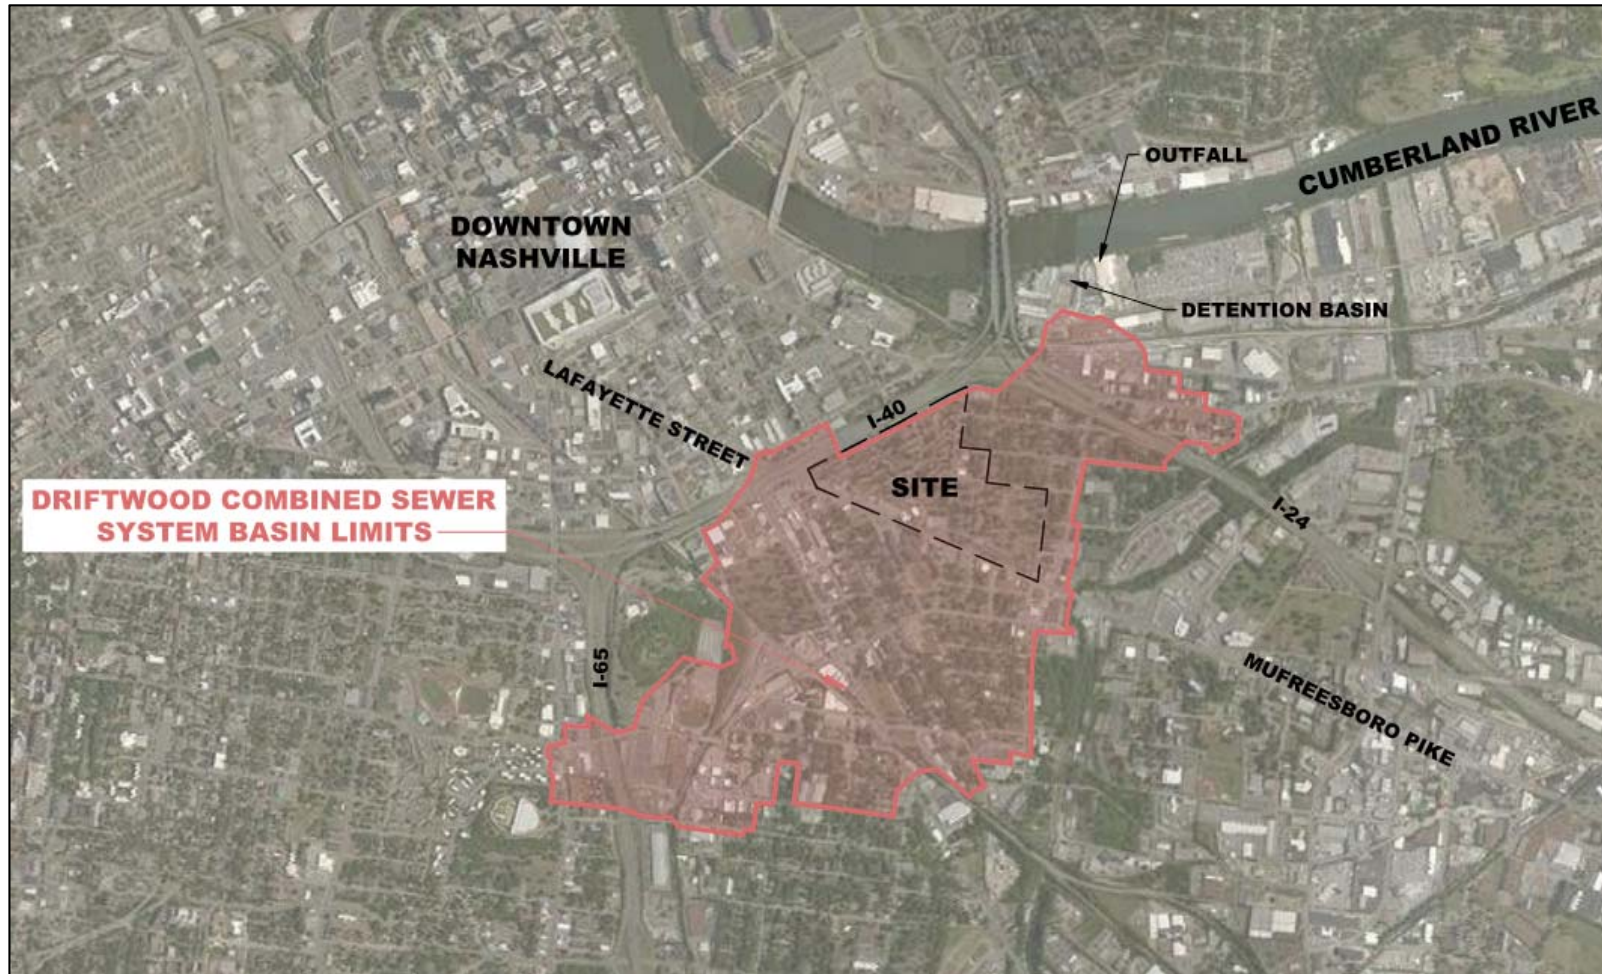 OUTFALL
CUMBERLAND RIVER
DOWNTOWN
NASHVILLE
DETENTION BASIN
LAFAYETTE STREET
I-40
SITE
DRIFTWOOD COMBINED SEWER
SYSTEM BASIN LIMITS
I-24
I-65
MUFREESBORO PIKE